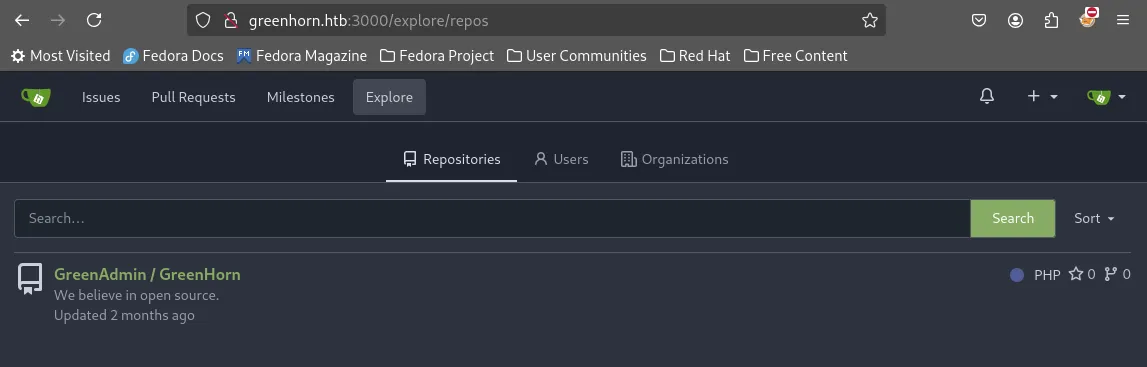 greenhorn.htb:3000/explore/repos
Most Visited Fedora Docs FM Fedora Magazine Fedora Project User Communities Red Hat Free Content
Issues Pull Requests Milestones Explore
Repositories Users Organizations
Search... Search Sort
GreenAdmin / GreenHorn PHP 0 0
We believe in open source.
Updated 2 months ago